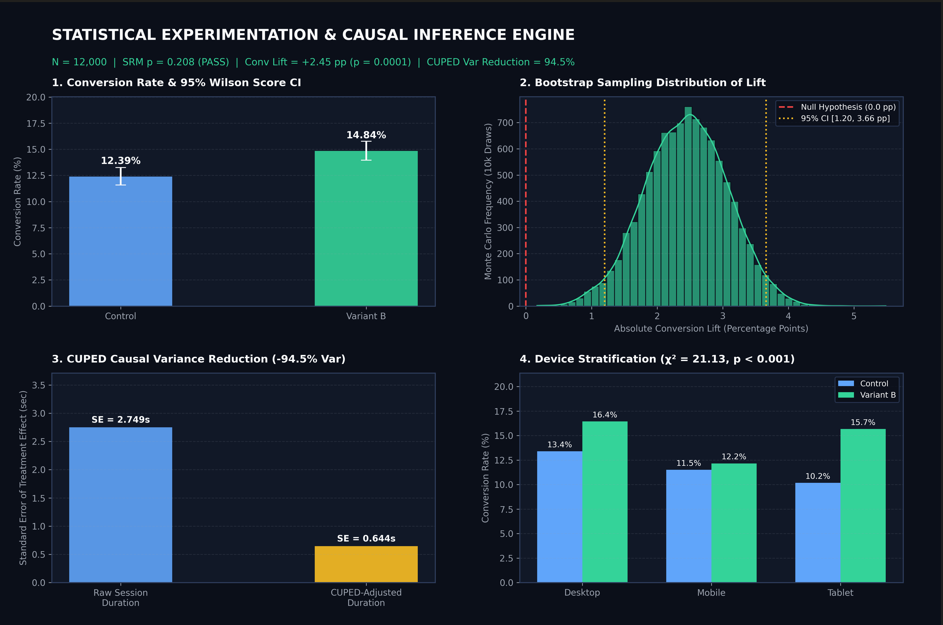 STATISTICAL EXPERIMENTATION & CAUSAL INFERENCE ENGINE
N = 12,000 | SRM p = 0.208 (PASS) | Conv Lift = +2.45 pp (p = 0.0001) | CUPED Var Reduction = 94.5%
1. Conversion Rate & 95% Wilson Score CI
Conversion Rate (%)
20.0
17.5
15.0
12.5
10.0
7.5
5.0
2.5
0.0
12.39%
14.84%
Control
Variant B
2. Bootstrap Sampling Distribution of Lift
Monte Carlo Frequency (10k Draws)
700
600
500
400
300
200
100
0
Null Hypothesis (0.0 pp)
95% CI [1.20, 3.66 pp]
0 1 2 3 4 5
Absolute Conversion Lift (Percentage Points)
3. CUPED Causal Variance Reduction (-94.5% Var)
Standard Error of Treatment Effect (sec)
3.5
3.0
2.5
2.0
1.5
1.0
0.5
0.0
SE = 2.749s
SE = 0.644s
Raw Session
Duration
CUPED-Adjusted
Duration
4. Device Stratification (χ² = 21.13, p < 0.001)
Conversion Rate (%)
20.0
17.5
15.0
12.5
10.0
7.5
5.0
2.5
0.0
Control
Variant B
13.4%
16.4%
11.5%
12.2%
10.2%
15.7%
Desktop
Mobile
Tablet